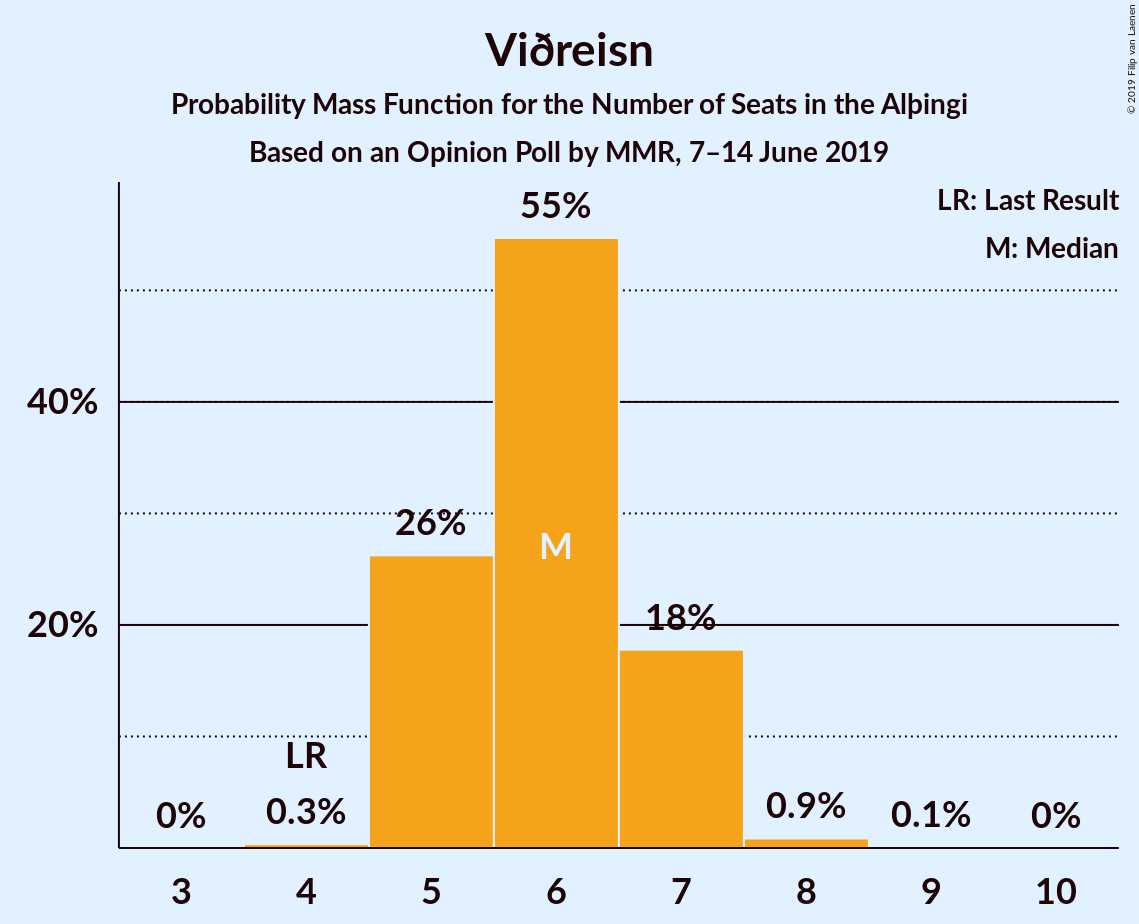 Viðreisn
Probability Mass Function for the Number of Seats in the Alþingi
Based on an Opinion Poll by MMR, 7–14 June 2019
© 2019 Filip van Laenen
LR: Last Result
M: Median
55%
40%
26%
M
20%
18%
LR
0%
0.3%
0.9%
0.1%
0%
3 4 5 6 7 8 9 10